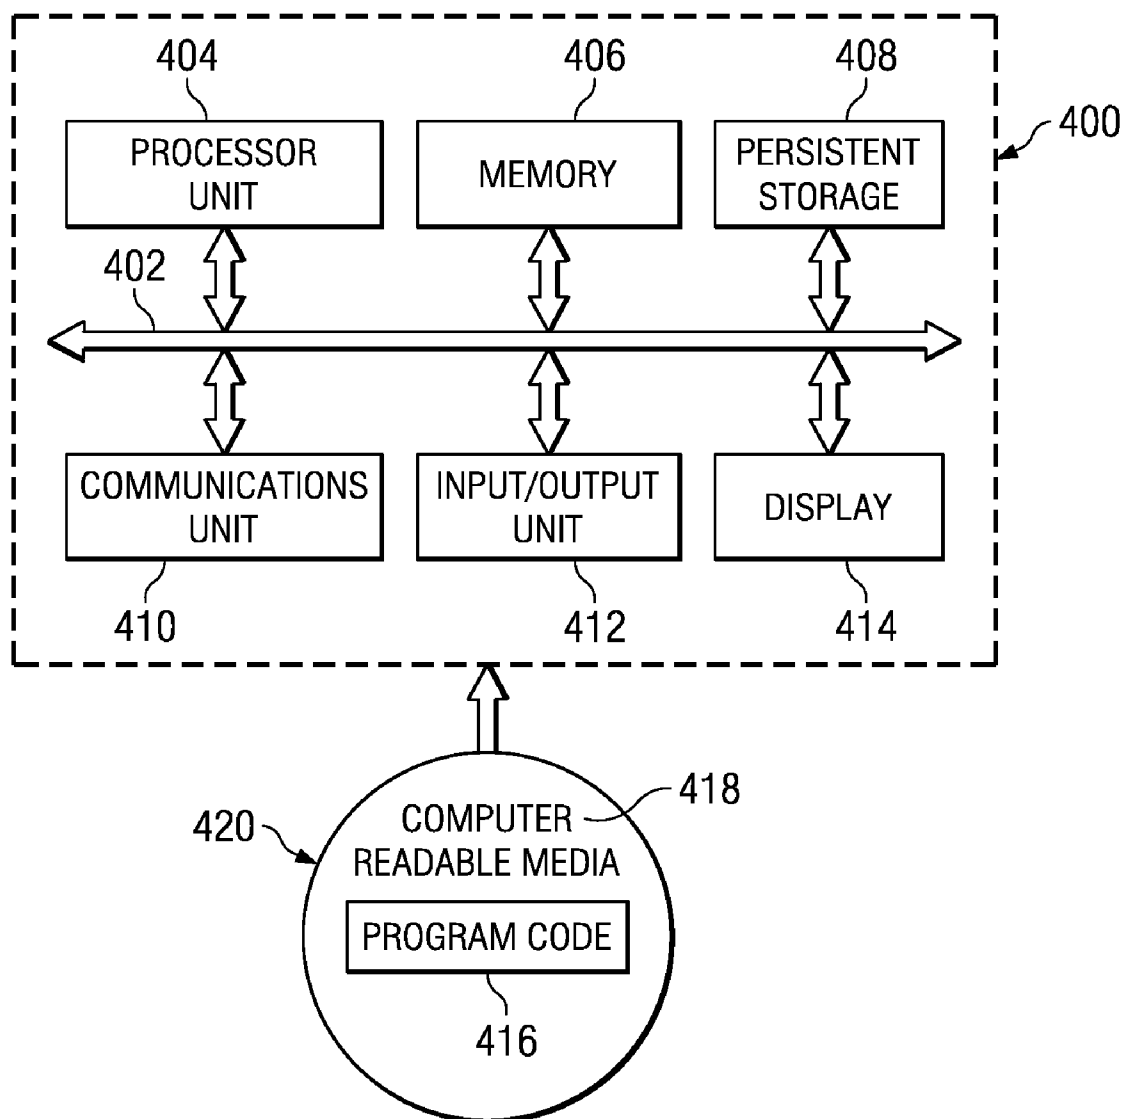 404
406
408
400
PROCESSOR
UNIT
MEMORY
PERSISTENT
STORAGE
402
COMMUNICATIONS
UNIT
INPUT/OUTPUT
UNIT
DISPLAY
410
412
414
418
420
COMPUTER
READABLE MEDIA
PROGRAM CODE
416